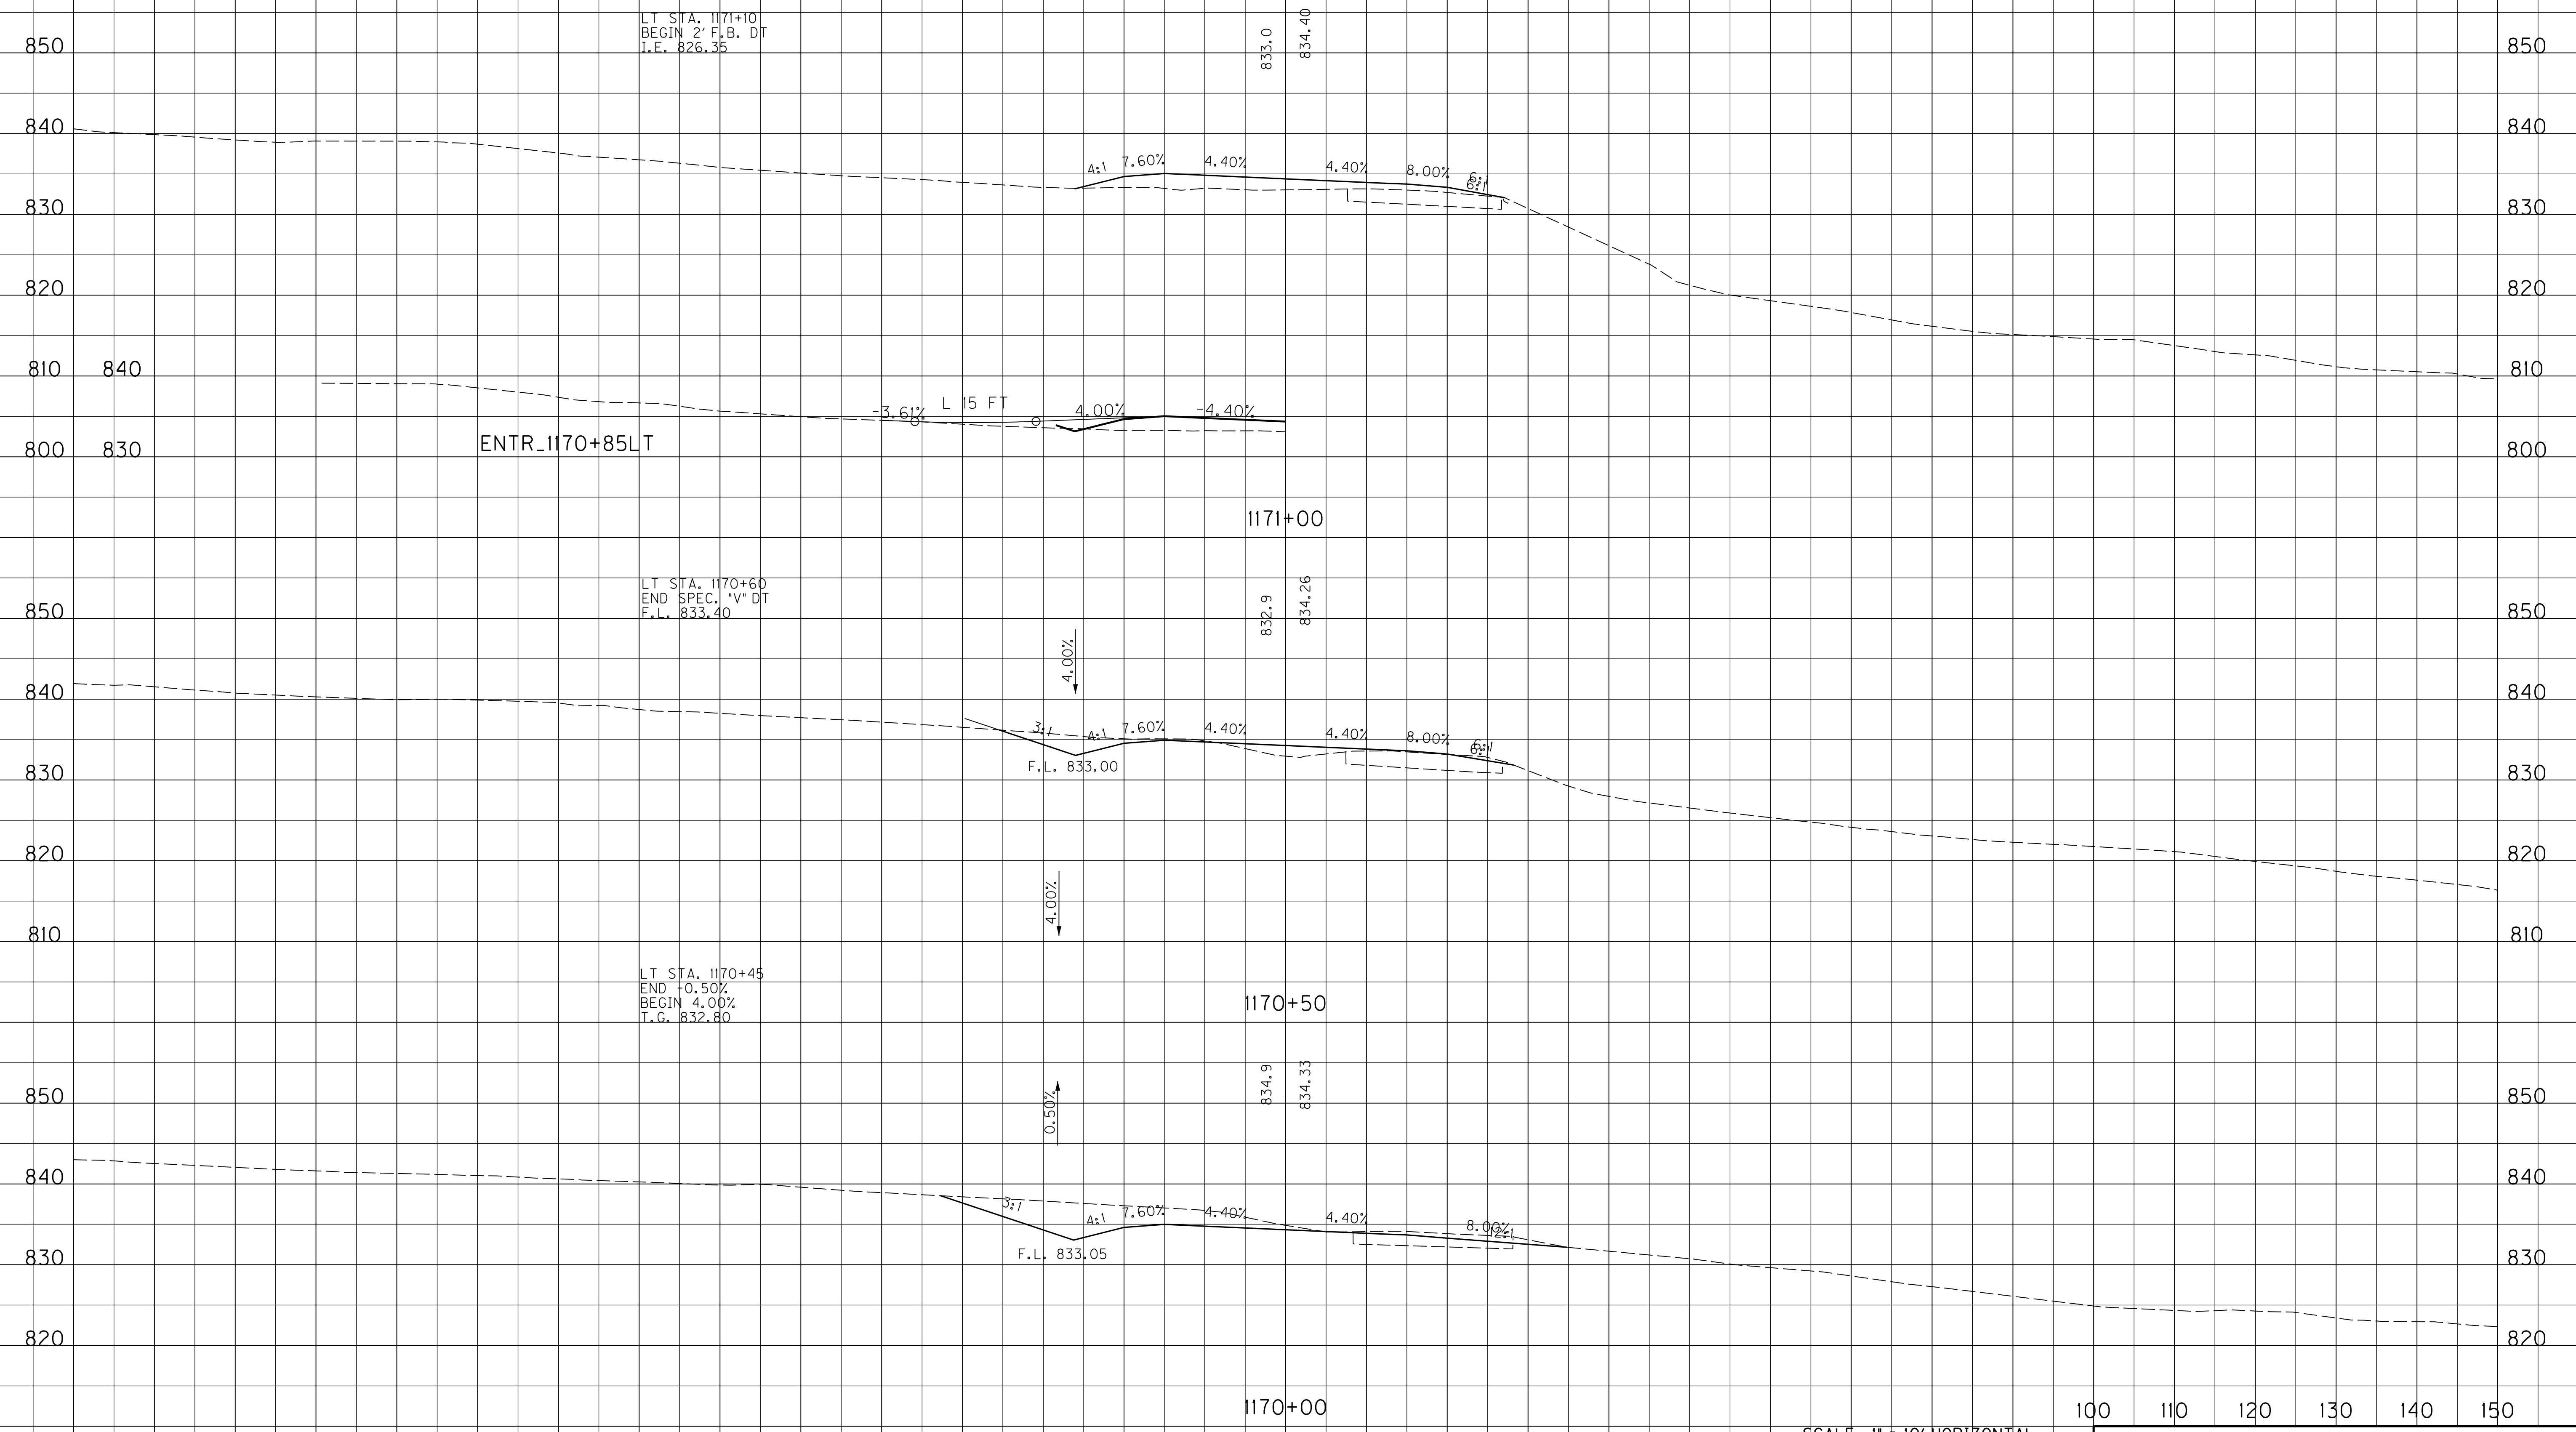 LT STA. 1171+10
BEGIN 2' F.B. DT
I.E. 826.35
833.0
834.40
850 850
840 840
4:1 7.60% 4.40% 4.40% 8.00% 6:1
6:1
830 830
820 820
810 840 810
-3.61% L 15 FT 4.00% -4.40%
ENTR_1170+85LT
800 830 800
1171+00
LT STA. 1170+60
END SPEC. "V" DT
F.L. 833.40
832.9
834.26
850 850
4.00%
840 840
3:1 4:1 7.60% 4.40% 4.40% 8.00% 6:1
6:1
F.L. 833.00
830 830
820 820
4.00%
810 810
LT STA. 1170+45
END -0.50%
BEGIN 4.00%
T.G. 832.80
1170+50
834.9
834.33
850 850
0.50%
840 840
3:1 4:1 7.60% 4.40% 4.40% 8.00%
F.L. 833.05
830 830
820 820
1170+00
100 110 120 130 140 150